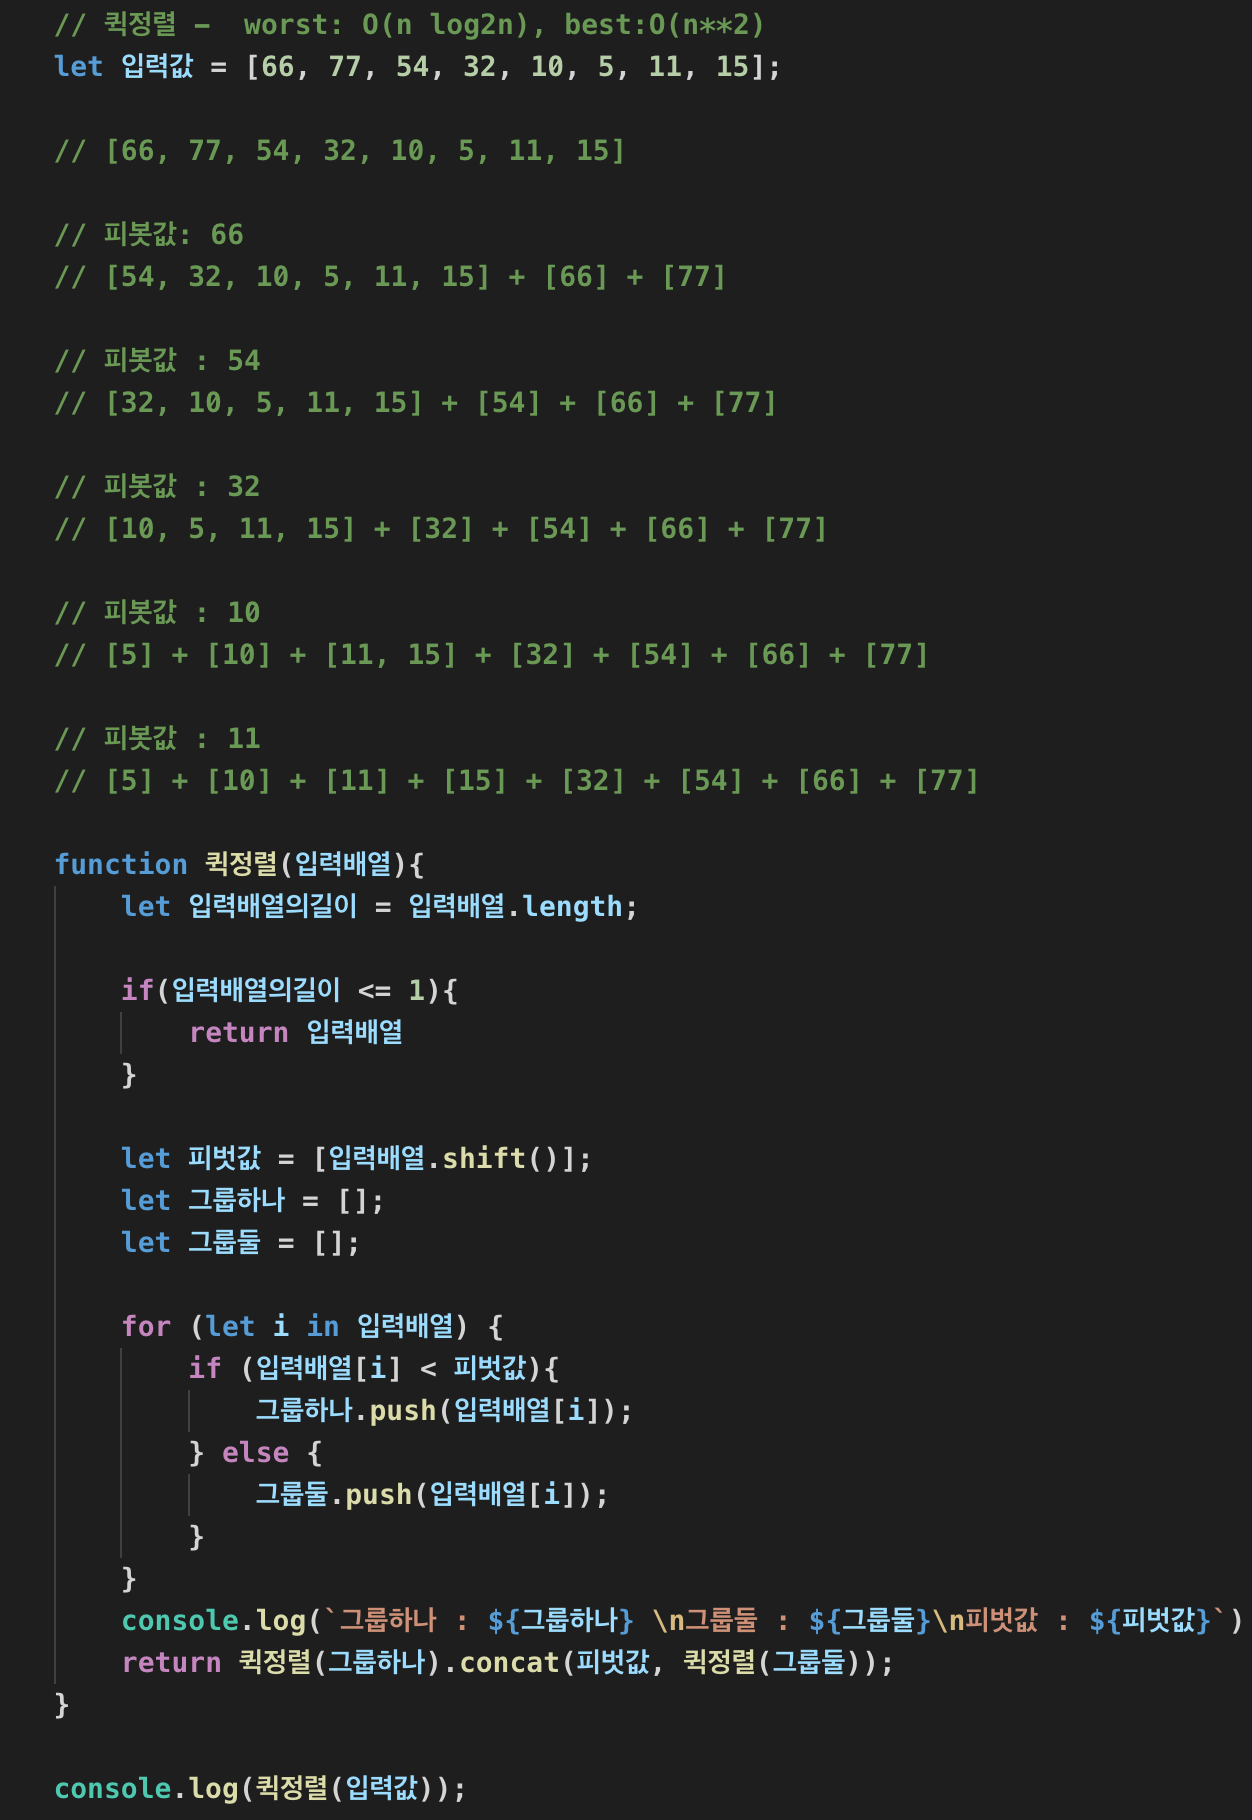 // 퀵정렬 -  worst: O(n log2n), best:O(n**2)
let 입력값 = [66, 77, 54, 32, 10, 5, 11, 15];
// [66, 77, 54, 32, 10, 5, 11, 15]
// 피봇값: 66
// [54, 32, 10, 5, 11, 15] + [66] + [77]
// 피봇값 : 54
// [32, 10, 5, 11, 15] + [54] + [66] + [77]
// 피봇값 : 32
// [10, 5, 11, 15] + [32] + [54] + [66] + [77]
// 피봇값 : 10
// [5] + [10] + [11, 15] + [32] + [54] + [66] + [77]
// 피봇값 : 11
// [5] + [10] + [11] + [15] + [32] + [54] + [66] + [77]
function 퀵정렬(입력배열){
    let 입력배열의길이 = 입력배열.length;
    if(입력배열의길이 <= 1){
        return 입력배열
    }
    let 피벗값 = [입력배열.shift()];
    let 그룹하나 = [];
    let 그룹둘 = [];
    for (let i in 입력배열) {
        if (입력배열[i] < 피벗값){
            그룹하나.push(입력배열[i]);
        } else {
            그룹둘.push(입력배열[i]);
        }
    }
    console.log(`그룹하나 : ${그룹하나} \n그룹둘 : ${그룹둘}\n피벗값 : ${피벗값}`)
    return 퀵정렬(그룹하나).concat(피벗값, 퀵정렬(그룹둘));
}
console.log(퀵정렬(입력값));